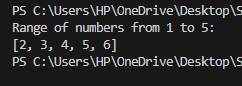 PS C:\Users\HP\OneDrive\Desktop\S
Range of numbers from 1 to 5:
[2, 3, 4, 5, 6]
PS C:\Users\HP\OneDrive\Desktop\S